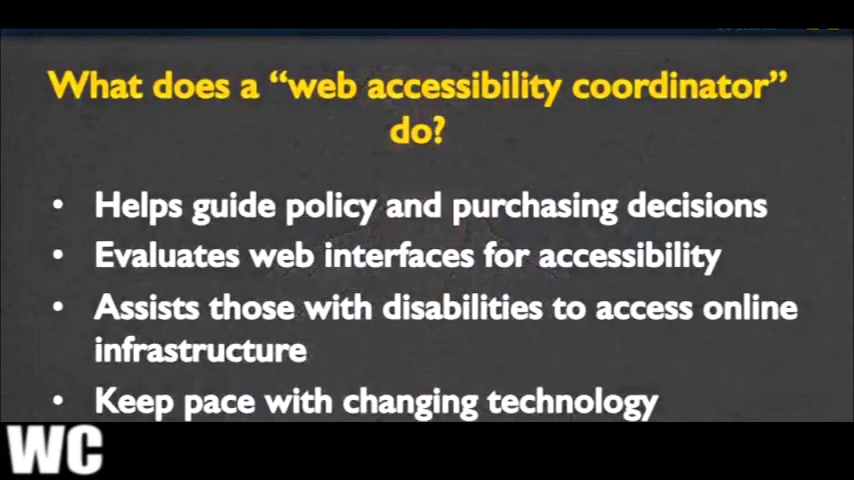 What does a “web accessibility coordinator”
do?
• Helps guide policy and purchasing decisions
• Evaluates web interfaces for accessibility
• Assists those with disabilities to access online
infrastructure
• Keep pace with changing technology
WC